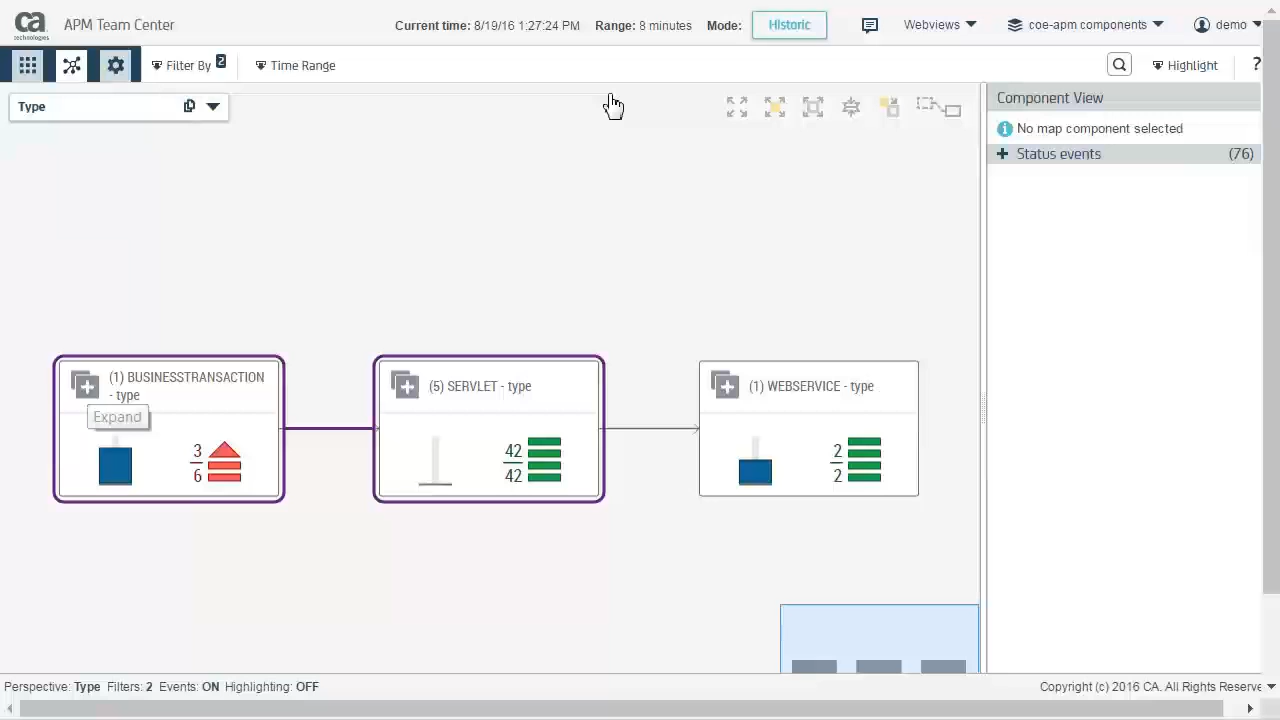 ca
technologies
APM Team Center
Current time: 8/19/16 1:27:24 PM Range: 8 minutes Mode: Historic
Webviews
coe-apm components
demo
Filter By 2
Time Range
Highlight
?
Type
Component View
No map component selected
Status events (76)
(1) BUSINESSTRANSACTION
- type
Expand
3
6
(5) SERVLET - type
42
42
(1) WEBSERVICE - type
2
2
Perspective: Type Filters: 2 Events: ON Highlighting: OFF
Copyright (c) 2016 CA. All Rights Reserve